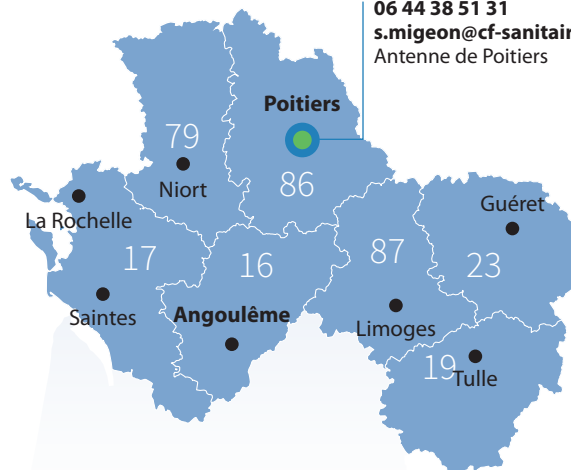 06 44 38 51 31
s.migeon@cf-sanitair
Antenne de Poitiers
Poitiers
79
Niort
86
La Rochelle
Guéret
17
16
87
23
Saintes
Angoulême
Limoges
19
Tulle